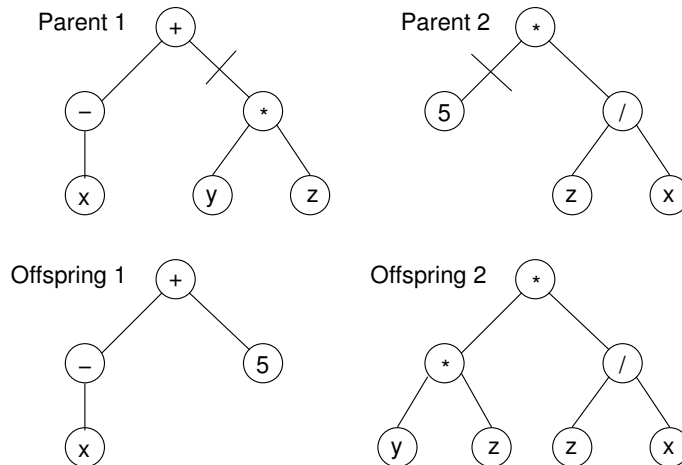 Parent 1 + Parent 2 *
− * 5 /
x y z z x
Offspring 1 + Offspring 2 *
− 5 * /
x y z z x